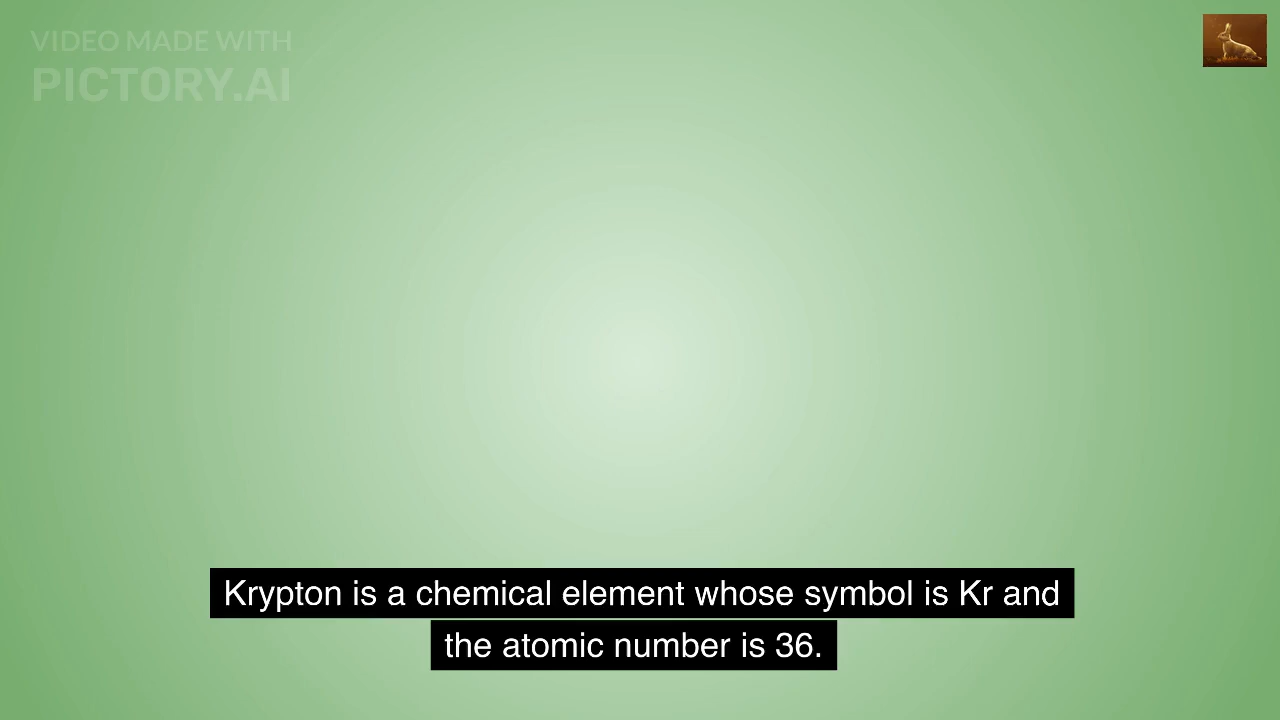 VIDEO MADE WITH
PICTORY.AI
Krypton is a chemical element whose symbol is Kr and
the atomic number is 36.